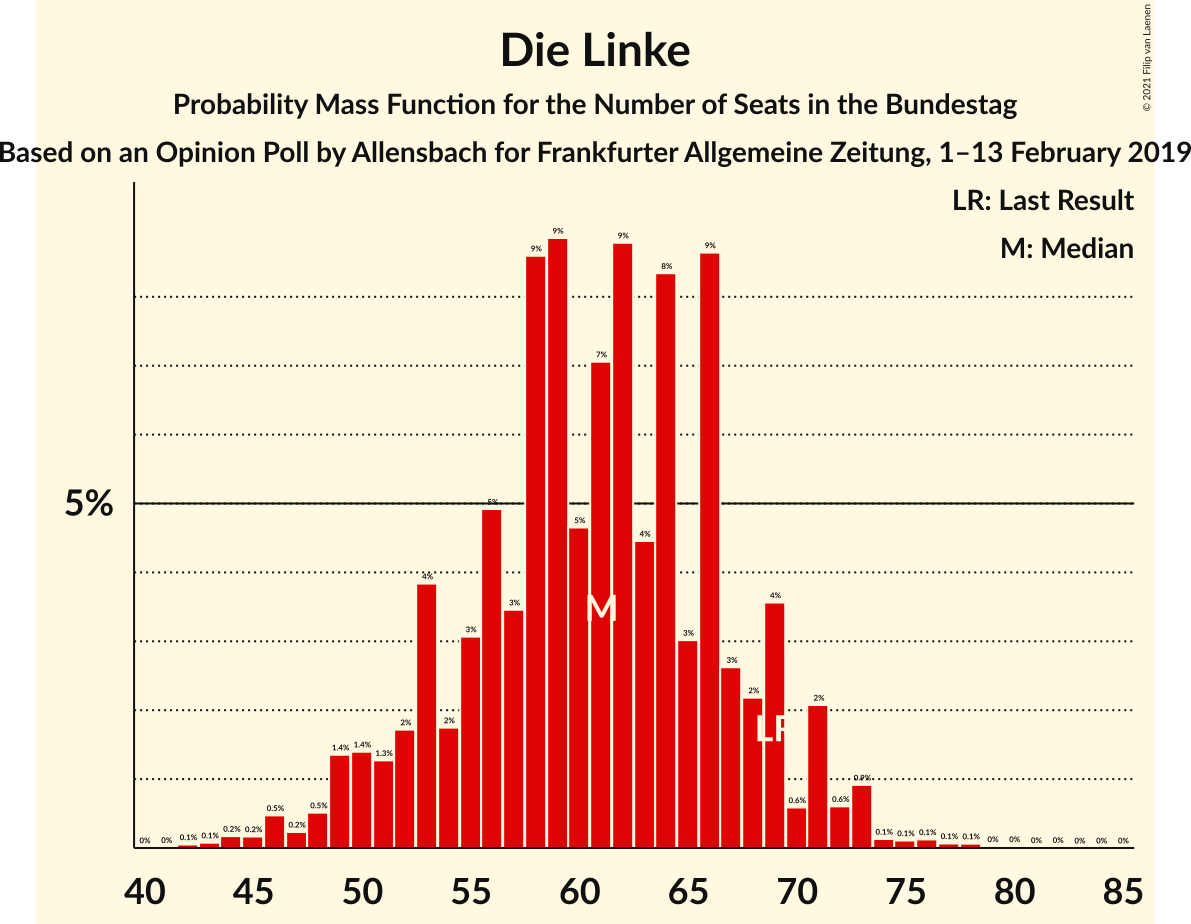 Die Linke
Probability Mass Function for the Number of Seats in the Bundestag
Based on an Opinion Poll by Allensbach for Frankfurter Allgemeine Zeitung, 1–13 February 2019
© 2021 Filip van Laenen
LR: Last Result
M: Median
5%
0% 0% 0.1% 0.1% 0.2% 0.2% 0.5% 0.2% 0.5% 1.4% 1.4% 1.3% 2% 4% 2% 3% 5% 3% 9% 9% 5% 7% 9% 4% 8% 3% 9% 3% 2% 4% 0.6% 2% 0.6% 0.9% 0.1% 0.1% 0.1% 0.1% 0.1% 0% 0% 0% 0% 0% 0% 0%
M
LR
40 45 50 55 60 65 70 75 80 85